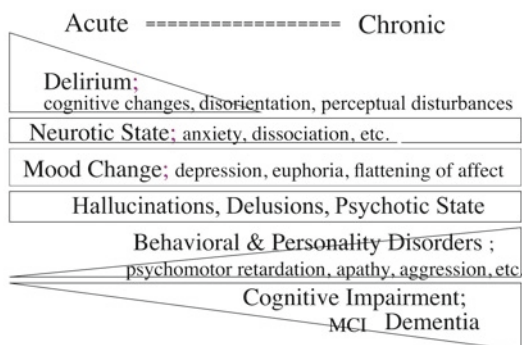 Acute ================== Chronic
Delirium;
cognitive changes, disorientation, perceptual disturbances
Neurotic State; anxiety, dissociation, etc.
Mood Change; depression, euphoria, flattening of affect
Hallucinations, Delusions, Psychotic State
Behavioral & Personality Disorders ;
psychomotor retardation, apathy, aggression, etc
Cognitive Impairment;
MCI Dementia